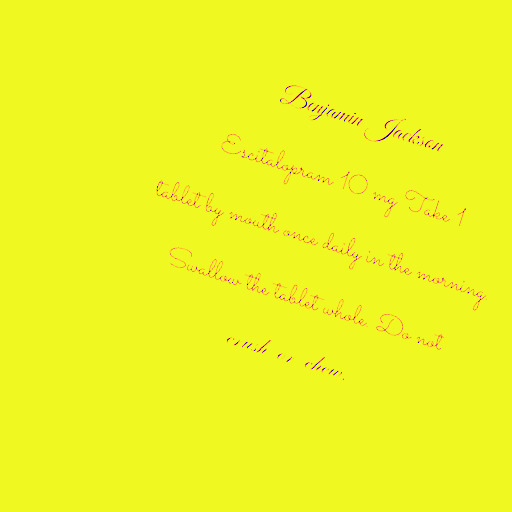 Benjamin Jackson
Escitalopram 10 mg Take 1
tablet by mouth once daily in the morning
Swallow the tablet whole. Do not
crush or chew.